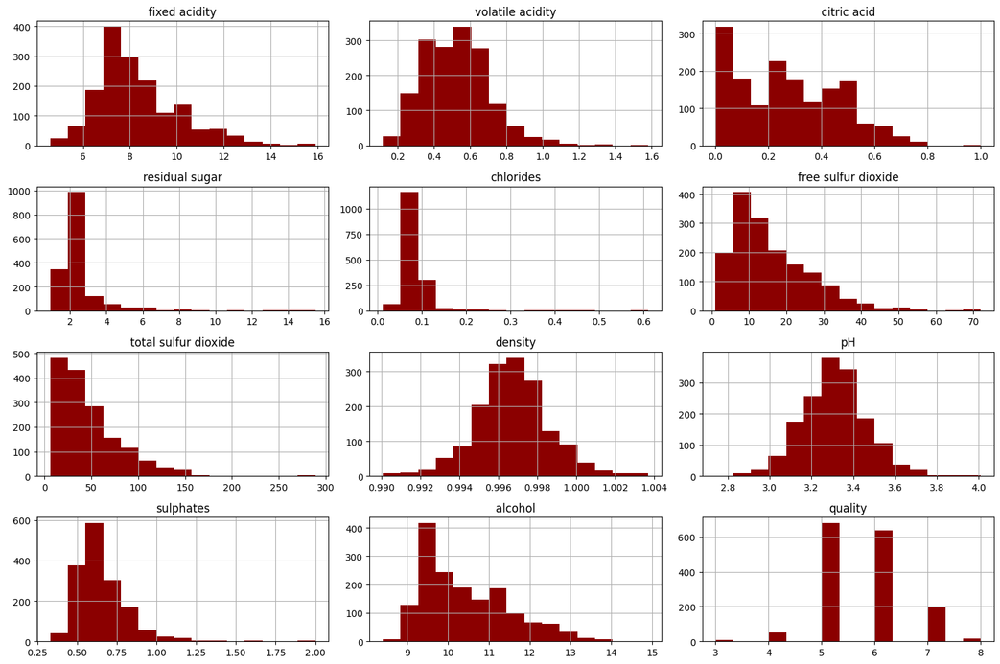 fixed acidity
400
300
200
100
0
6 8 10 12 14 16
volatile acidity
300
200
100
0
0.2 0.4 0.6 0.8 1.0 1.2 1.4 1.6
citric acid
300
200
100
0
0.0 0.2 0.4 0.6 0.8 1.0
residual sugar
1000
800
600
400
200
0
2 4 6 8 10 12 14 16
chlorides
1000
750
500
250
0
0.0 0.1 0.2 0.3 0.4 0.5 0.6
free sulfur dioxide
400
300
200
100
0
0 10 20 30 40 50 60 70
total sulfur dioxide
500
400
300
200
100
0
0 50 100 150 200 250 300
density
300
200
100
0
0.990 0.992 0.994 0.996 0.998 1.000 1.002 1.004
pH
300
200
100
0
2.8 3.0 3.2 3.4 3.6 3.8 4.0
sulphates
600
400
200
0
0.25 0.50 0.75 1.00 1.25 1.50 1.75 2.00
alcohol
400
300
200
100
0
9 10 11 12 13 14 15
quality
600
400
200
0
3 4 5 6 7 8